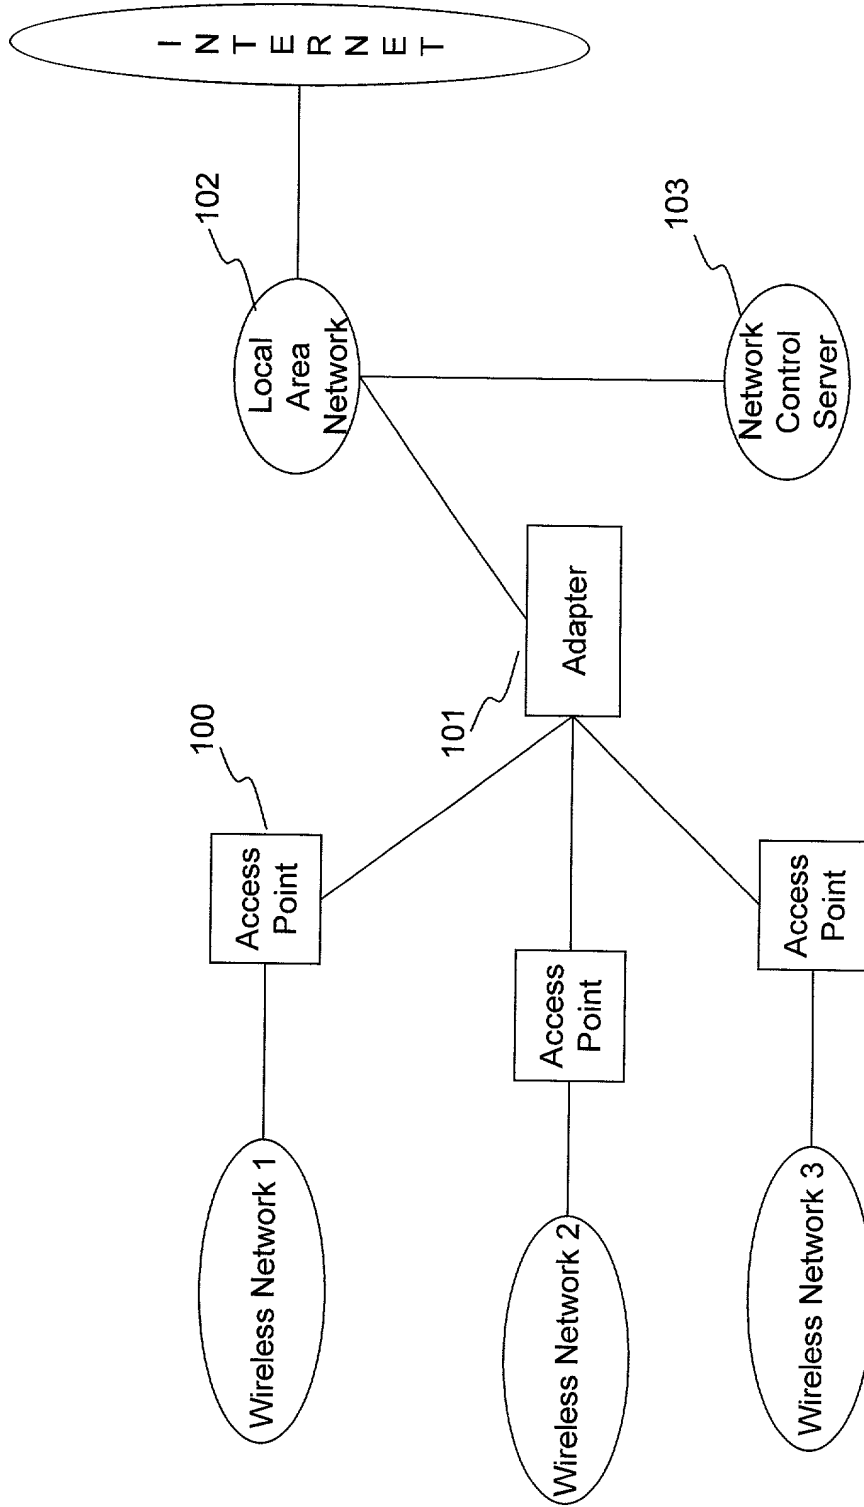 Wireless Network 1
Access
Point
100
Wireless Network 2
Access
Point
Wireless Network 3
Access
Point
101
Adapter
102
Local
Area
Network
103
Network
Control
Server
INTERNET